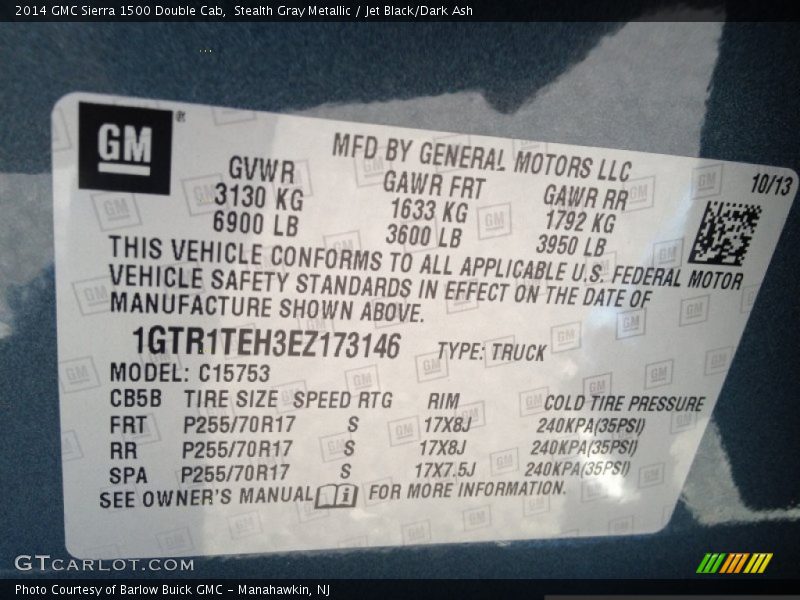 2014 GMC Sierra 1500 Double Cab,  Stealth Gray Metallic / Jet Black/Dark Ash
GM ®
MFD BY GENERAL MOTORS LLC
10/13
GVWR GAWR FRT GAWR RR
3130 KG 1633 KG 1792 KG
6900 LB 3600 LB 3950 LB
THIS VEHICLE CONFORMS TO ALL APPLICABLE U.S. FEDERAL MOTOR
VEHICLE SAFETY STANDARDS IN EFFECT ON THE DATE OF
MANUFACTURE SHOWN ABOVE.
1GTR1TEH3EZ173146 TYPE: TRUCK
MODEL: C15753
CB5B TIRE SIZE SPEED RTG RIM COLD TIRE PRESSURE
FRT P255/70R17 S 17X8J 240KPA(35PSI)
RR P255/70R17 S 17X8J 240KPA(35PSI)
SPA P255/70R17 S 17X7.5J 240KPA(35PSI)
SEE OWNER'S MANUAL i FOR MORE INFORMATION.
GTCARLOT.COM
Photo Courtesy of Barlow Buick GMC - Manahawkin, NJ